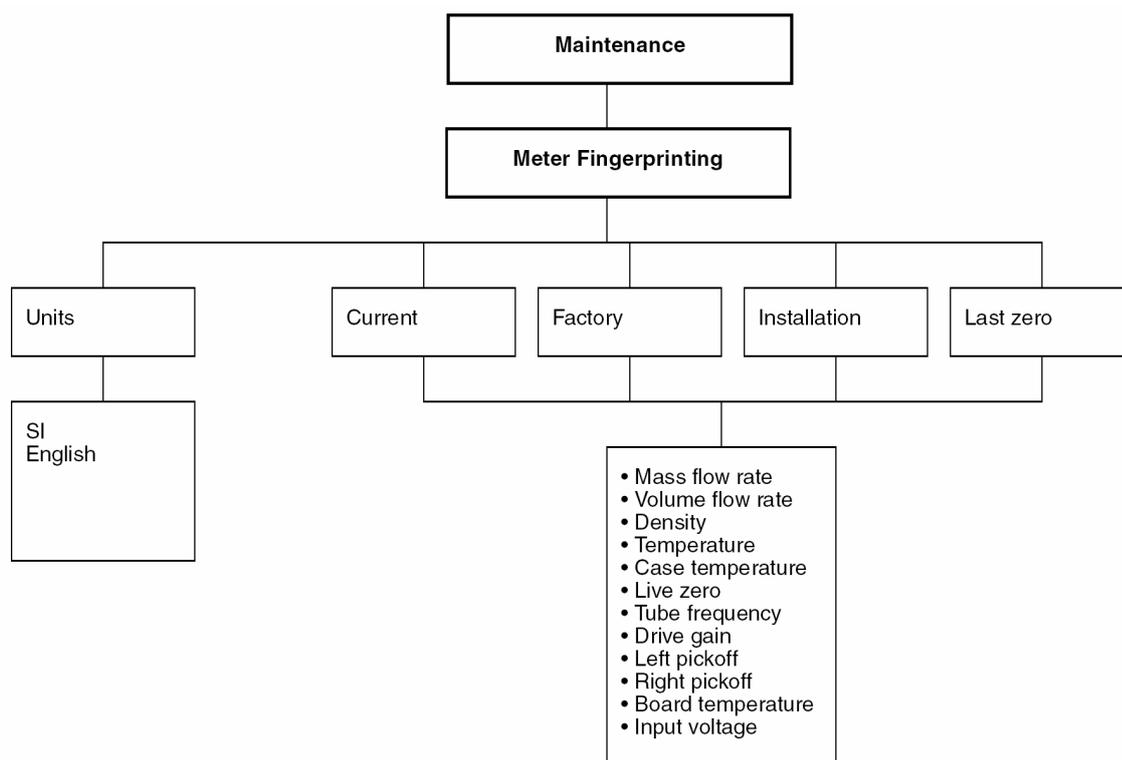 Maintenance
Meter Fingerprinting
Units
Current
Factory
Installation
Last zero
SI
English
• Mass flow rate
• Volume flow rate
• Density
• Temperature
• Case temperature
• Live zero
• Tube frequency
• Drive gain
• Left pickoff
• Right pickoff
• Board temperature
• Input voltage